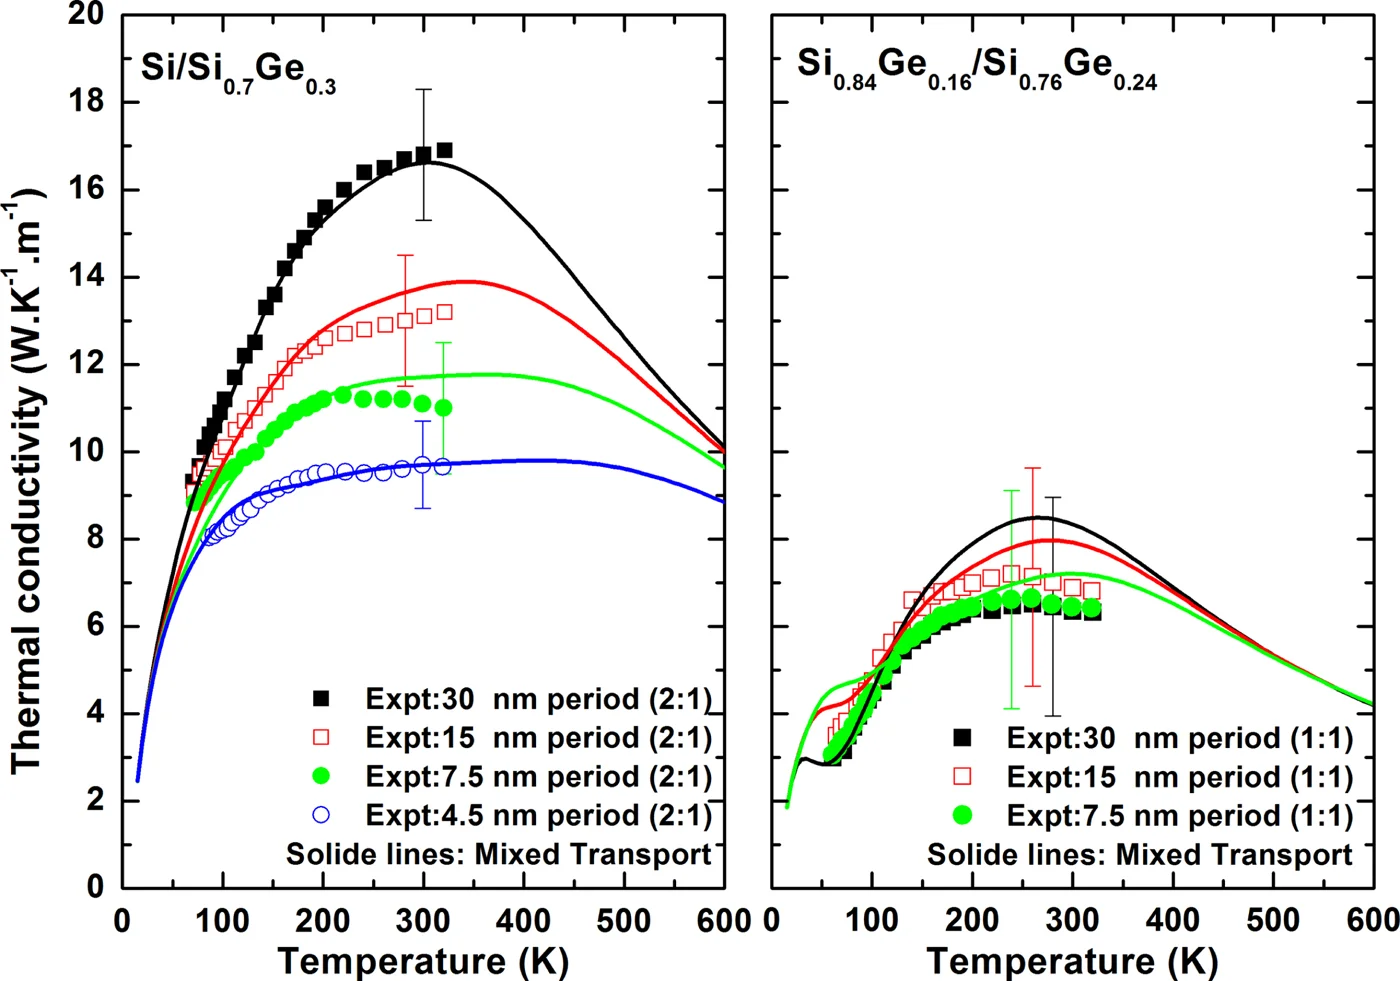 Thermal conductivity (W.K-1.m-1)
20
18
16
14
12
10
8
6
4
2
0
Si/Si0.7Ge0.3
Expt:30 nm period (2:1)
Expt:15 nm period (2:1)
Expt:7.5 nm period (2:1)
Expt:4.5 nm period (2:1)
Solide lines: Mixed Transport
0 100 200 300 400 500 600
Temperature (K)
Si0.84Ge0.16/Si0.76Ge0.24
Expt:30 nm period (1:1)
Expt:15 nm period (1:1)
Expt:7.5 nm period (1:1)
Solide lines: Mixed Transport
0 100 200 300 400 500 600
Temperature (K)